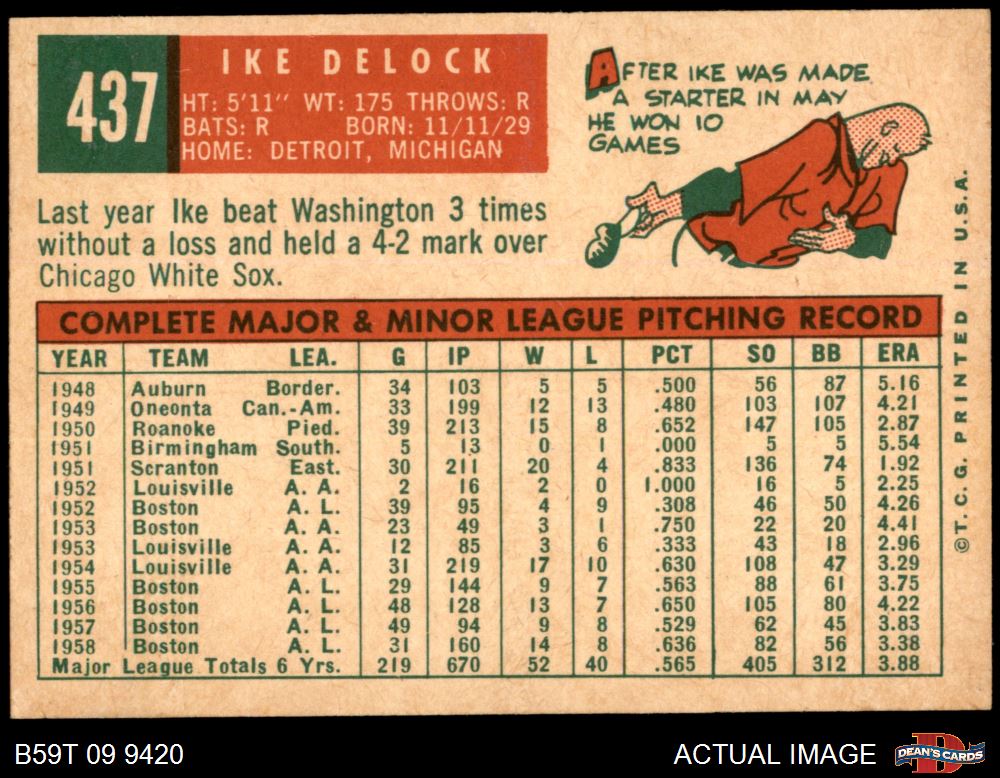 437
IKE DELOCK
HT: 5'11" WT: 175 THROWS: R
BATS: R BORN: 11/11/29
HOME: DETROIT, MICHIGAN
AFTER IKE WAS MADE
A STARTER IN MAY
HE WON 10
GAMES
Last year Ike beat Washington 3 times
without a loss and held a 4-2 mark over
Chicago White Sox.
COMPLETE MAJOR & MINOR LEAGUE PITCHING RECORD
YEAR TEAM LEA. G IP W L PCT SO BB ERA
1948 Auburn Border. 34 103 5 5 .500 56 87 5.16
1949 Oneonta Can.-Am. 33 199 12 13 .480 103 107 4.21
1950 Roanoke Pied. 39 213 15 8 .652 147 105 2.87
1951 Birmingham South. 5 13 0 1 .000 5 5 5.54
1951 Scranton East. 30 211 20 4 .833 136 74 1.92
1952 Louisville A. A. 2 16 2 0 1.000 16 5 2.25
1952 Boston A. L. 39 95 4 9 .308 46 50 4.26
1953 Boston A. A. 23 49 3 1 .750 22 20 4.41
1953 Louisville A. A. 12 85 3 6 .333 43 18 2.96
1954 Louisville A. A. 31 219 17 10 .630 108 47 3.29
1955 Boston A. L. 29 144 9 7 .563 88 61 3.75
1956 Boston A. L. 48 128 13 7 .650 105 80 4.22
1957 Boston A. L. 49 94 9 8 .529 62 45 3.83
1958 Boston A. L. 31 160 14 8 .636 82 56 3.38
Major League Totals 6 Yrs. 219 670 52 40 .565 405 312 3.88
©T.C.G. PRINTED IN U.S.A.
B59T 09 9420
ACTUAL IMAGE
DEAN'S CARDS